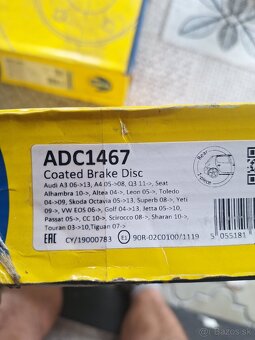 ADC1467
Coated Brake Disc
Audi A3 06->13, A4 05->08, Q3 11->, Seat
Alhambra 10->, Altea 04->, Leon 05->, Toledo
04->09, Skoda Octavia 05->13, Superb 08->, Yeti
09->, VW EOS 06->, Golf 04->13, Jetta 05->10,
Passat 05->, CC 10->, Scirocco 08->, Sharan 10->,
Touran 03->10,Tiguan 07->
EAC CY/19000783 E1 90R-02C0100/1119
Rear
5 055181
bazos.sk